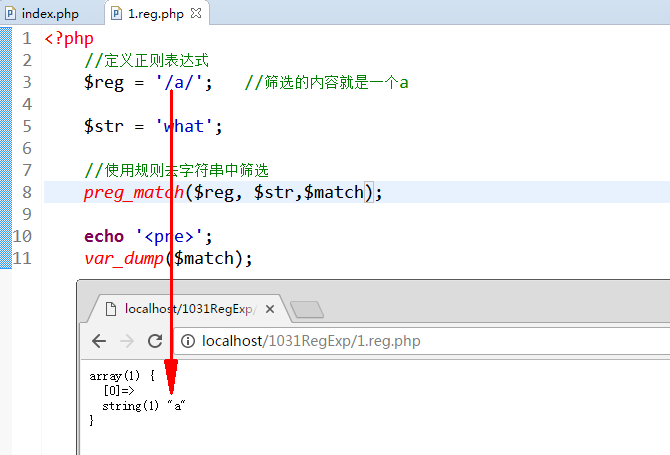 index.php 1.reg.php
1 <?php
2 //定义正则表达式
3 $reg = '/a/'; //筛选的内容就是一个a
4
5 $str = 'what';
6
7 //使用规则去字符串中筛选
8 preg_match($reg, $str,$match);
9
10 echo '<pre>';
11 var_dump($match);
localhost/1031RegExp/
localhost/1031RegExp/1.reg.php
array(1) {
[0]=>
string(1) "a"
}